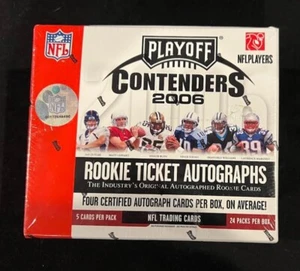 NFL
PLAYOFF
CONTENDERS
2006
NFLPLAYERS
ROOKIE TICKET AUTOGRAPHS
THE INDUSTRY'S ORIGINAL AUTOGRAPHED ROOKIE CARDS
FOUR CERTIFIED AUTOGRAPH CARDS PER BOX, ON AVERAGE!
5 CARDS PER PACK
NFL TRADING CARDS
24 PACKS PER BOX